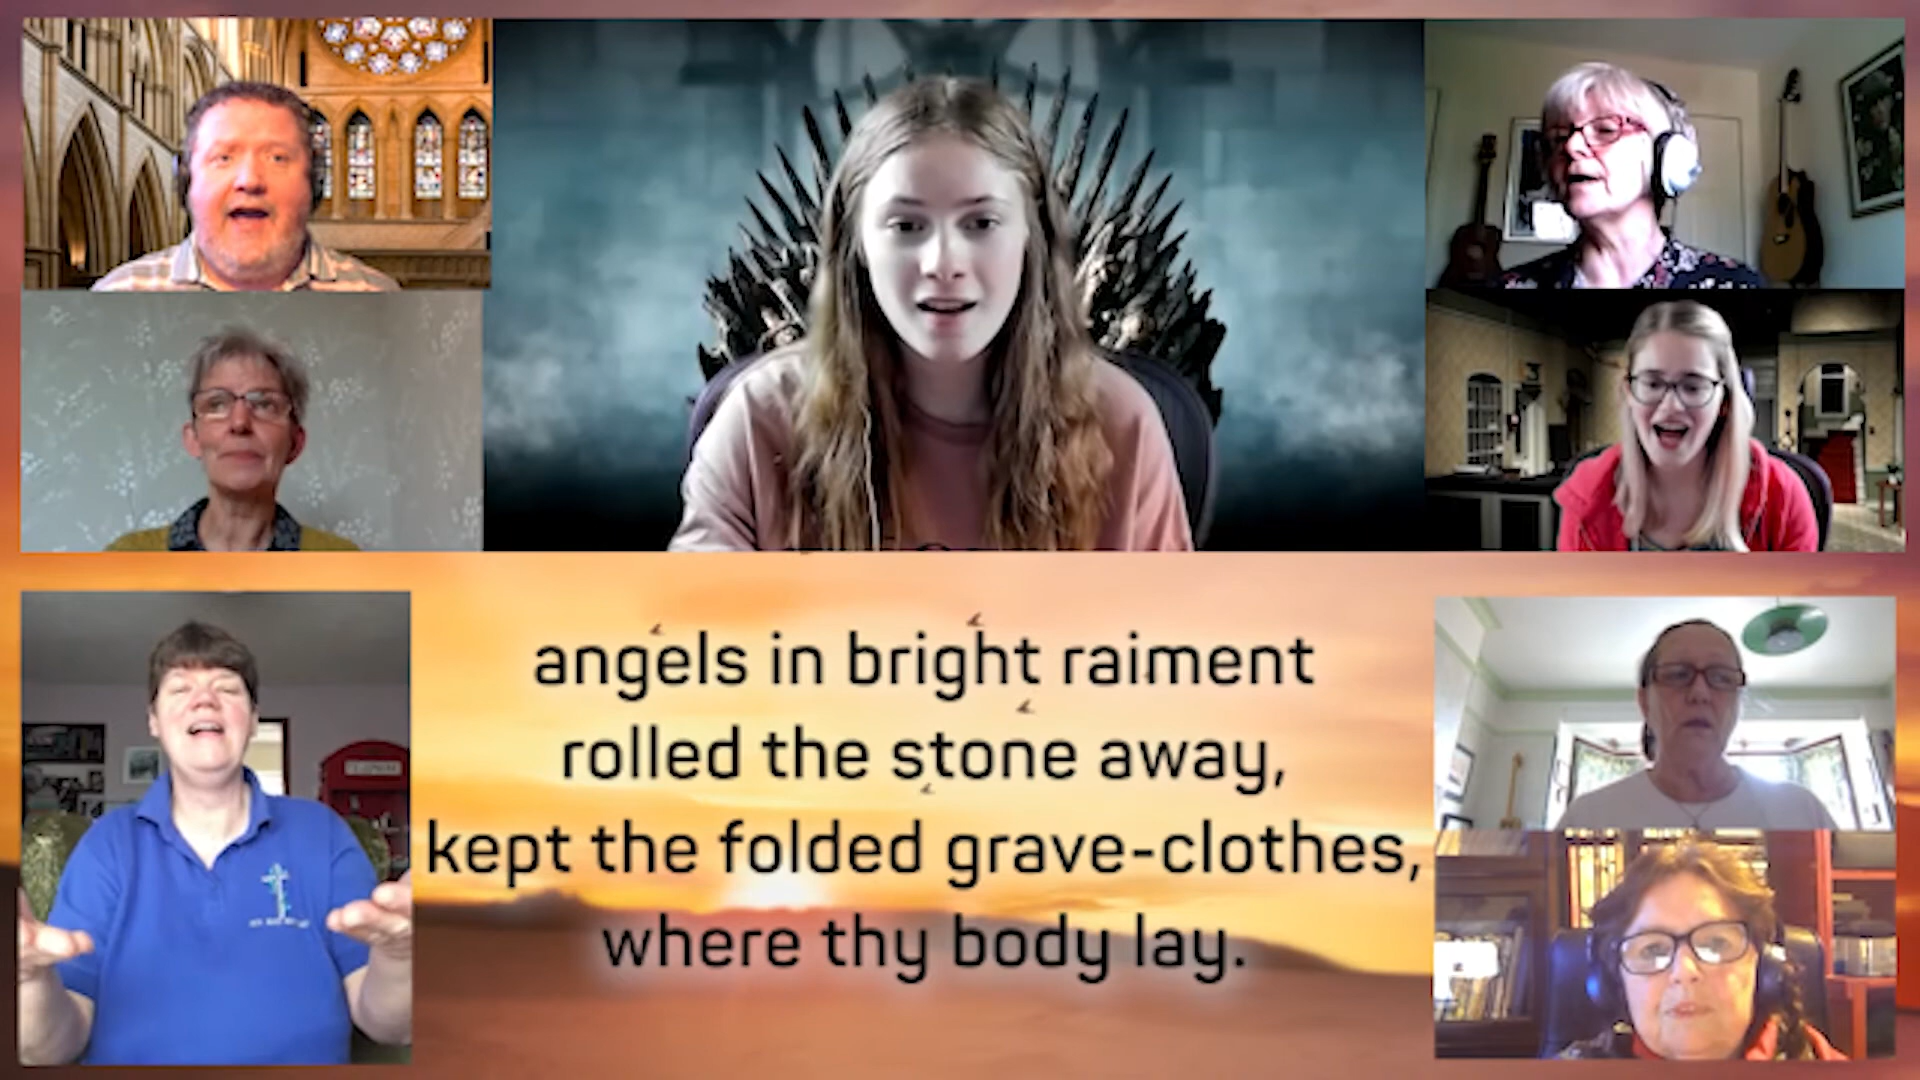 angels in bright raiment
rolled the stone away,
kept the folded grave-clothes,
where thy body lay.